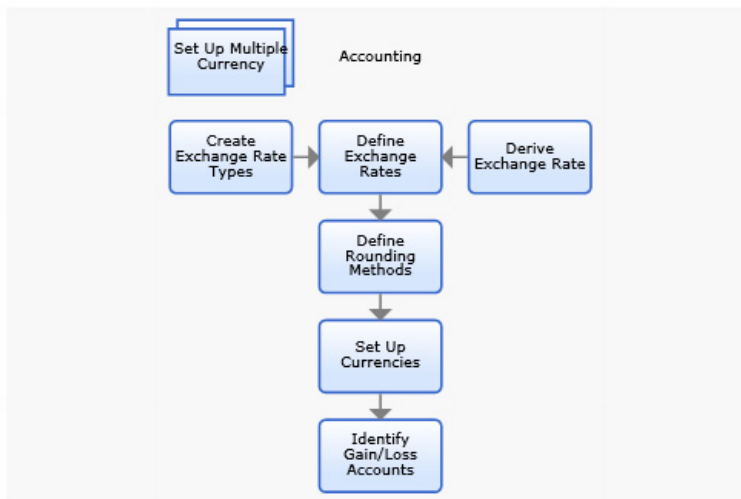 Set Up Multiple
Currency
Accounting
Create
Exchange Rate
Types
Define
Exchange
Rates
Derive
Exchange Rate
Define
Rounding
Methods
Set Up
Currencies
Identify
Gain/Loss
Accounts